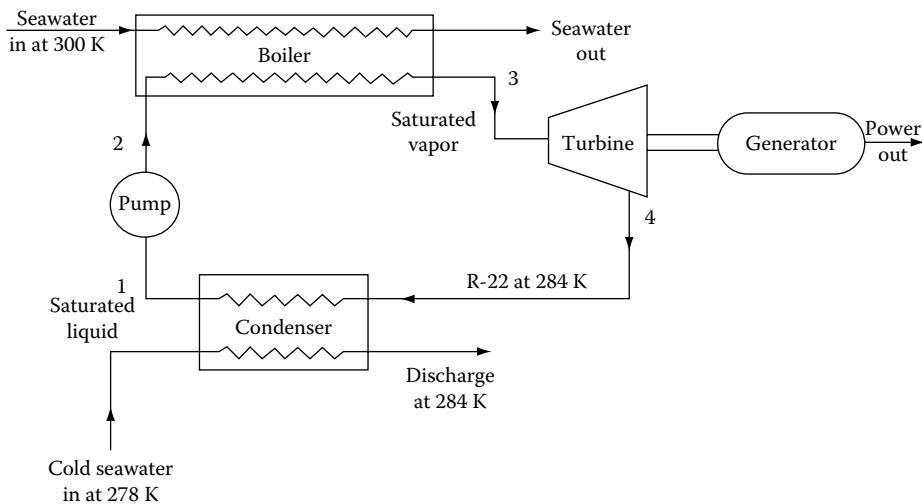 Seawater
in at 300 K
Boiler
Seawater
out
3
Saturated
vapor
2
Turbine
Generator
Power
out
Pump
4
1
Saturated
liquid
R-22 at 284 K
Condenser
Discharge
at 284 K
Cold seawater
in at 278 K